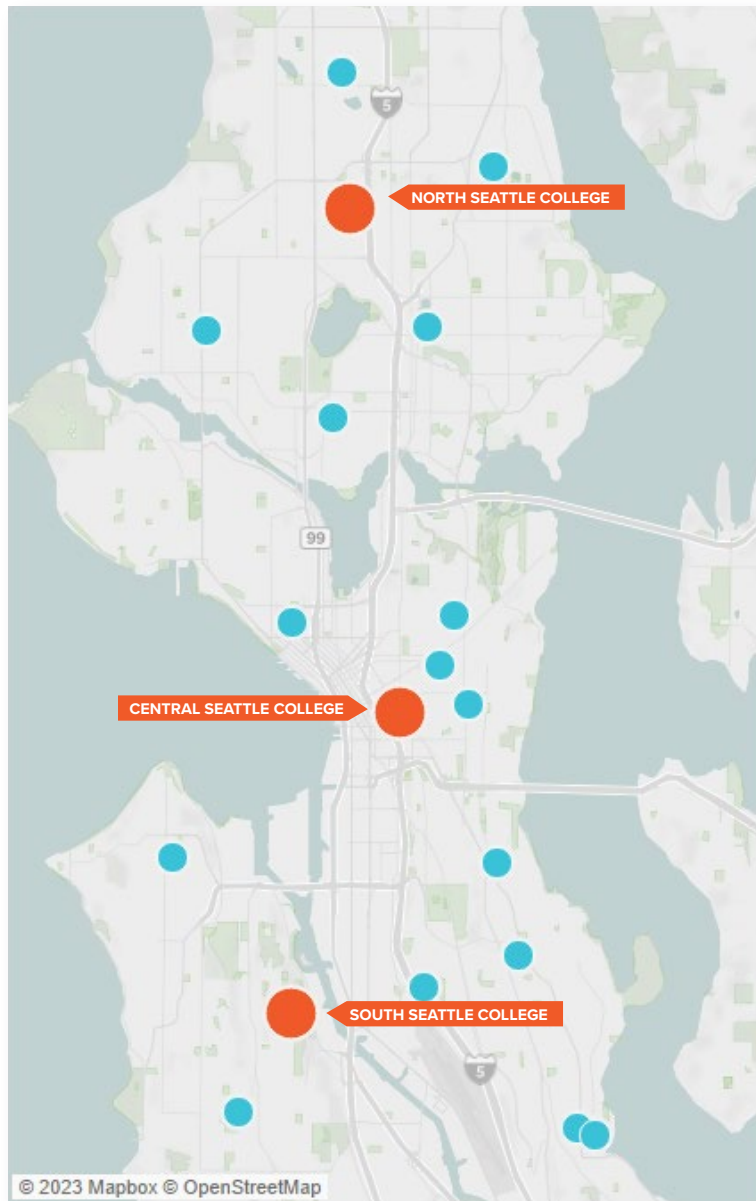 5
NORTH SEATTLE COLLEGE
99
CENTRAL SEATTLE COLLEGE
SOUTH SEATTLE COLLEGE
5
© 2023 Mapbox © OpenStreetMap